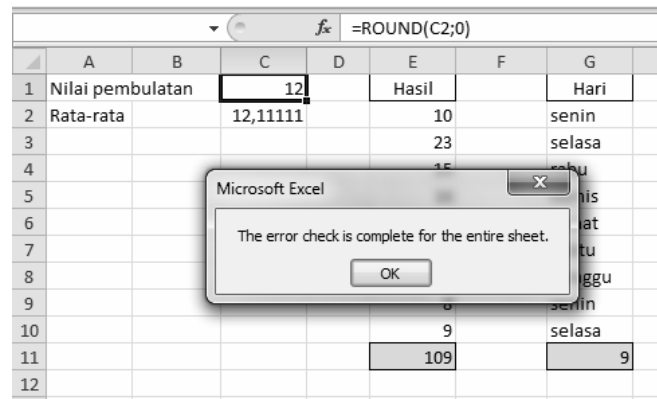 fx =ROUND(C2;0)
A B C D E F G
1 Nilai pembulatan 12 Hasil Hari
2 Rata-rata 12,11111 10 senin
3 23 selasa
4
5
6
7
8
9
10 9 selasa
11 109 9
12
Microsoft Excel
The error check is complete for the entire sheet.
OK